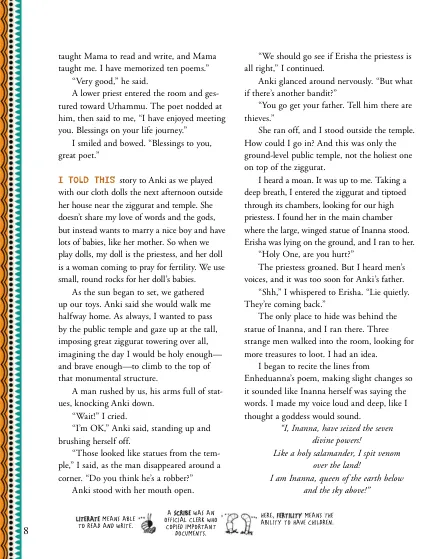 taught Mama to read and write, and Mama
taught me. I have memorized ten poems.”
“Very good,” he said.
A lower priest entered the room and ges-
tured toward Urhammu. The poet nodded at
him, then said to me, “I have enjoyed meeting
you. Blessings on your life journey.”
I smiled and bowed. “Blessings to you,
great poet.”
I TOLD THIS story to Anki as we played
with our cloth dolls the next afternoon outside
her house near the ziggurat and temple. She
doesn’t share my love of words and the gods,
but instead wants to marry a nice boy and have
lots of babies, like her mother. So when we
play dolls, my doll is the priestess, and her doll
is a woman coming to pray for fertility. We use
small, round rocks for her doll’s babies.
As the sun began to set, we gathered
up our toys. Anki said she would walk me
halfway home. As always, I wanted to pass
by the public temple and gaze up at the tall,
imposing great ziggurat towering over all,
imagining the day I would be holy enough—
and brave enough—to climb to the top of
that monumental structure.
A man rushed by us, his arms full of stat-
ues, knocking Anki down.
“Wait!” I cried.
“I’m OK,” Anki said, standing up and
brushing herself off.
“Those looked like statues from the tem-
ple,” I said, as the man disappeared around a
corner. “Do you think he’s a robber?”
Anki stood with her mouth open.
“We should go see if Erisha the priestess is
all right,” I continued.
Anki glanced around nervously. “But what
if there’s another bandit?”
“You go get your father. Tell him there are
thieves.”
She ran off, and I stood outside the temple.
How could I go in? And this was only the
ground-level public temple, not the holiest one
on top of the ziggurat.
I heard a moan. It was up to me. Taking a
deep breath, I entered the ziggurat and tiptoed
through its chambers, looking for our high
priestess. I found her in the main chamber
where the large, winged statue of Inanna stood.
Erisha was lying on the ground, and I ran to her.
“Holy One, are you hurt?”
The priestess groaned. But I heard men’s
voices, and it was too soon for Anki’s father.
“Shh,” I whispered to Erisha. “Lie quietly.
They’re coming back.”
The only place to hide was behind the
statue of Inanna, and I ran there. Three
strange men walked into the room, looking for
more treasures to loot. I had an idea.
I began to recite the lines from
Enheduanna’s poem, making slight changes so
it sounded like Inanna herself was saying the
words. I made my voice loud and deep, like I
thought a goddess would sound.
“I, Inanna, have seized the seven
divine powers!
Like a holy salamander, I spit venom
over the land!
I am Inanna, queen of the earth below
and the sky above!”
LITERATE MEANS ABLE
TO READ AND WRITE.
A SCRIBE WAS AN
OFFICIAL CLERK WHO
COPIED IMPORTANT
DOCUMENTS.
HERE, FERTILITY MEANS THE
ABILITY TO HAVE CHILDREN.
8